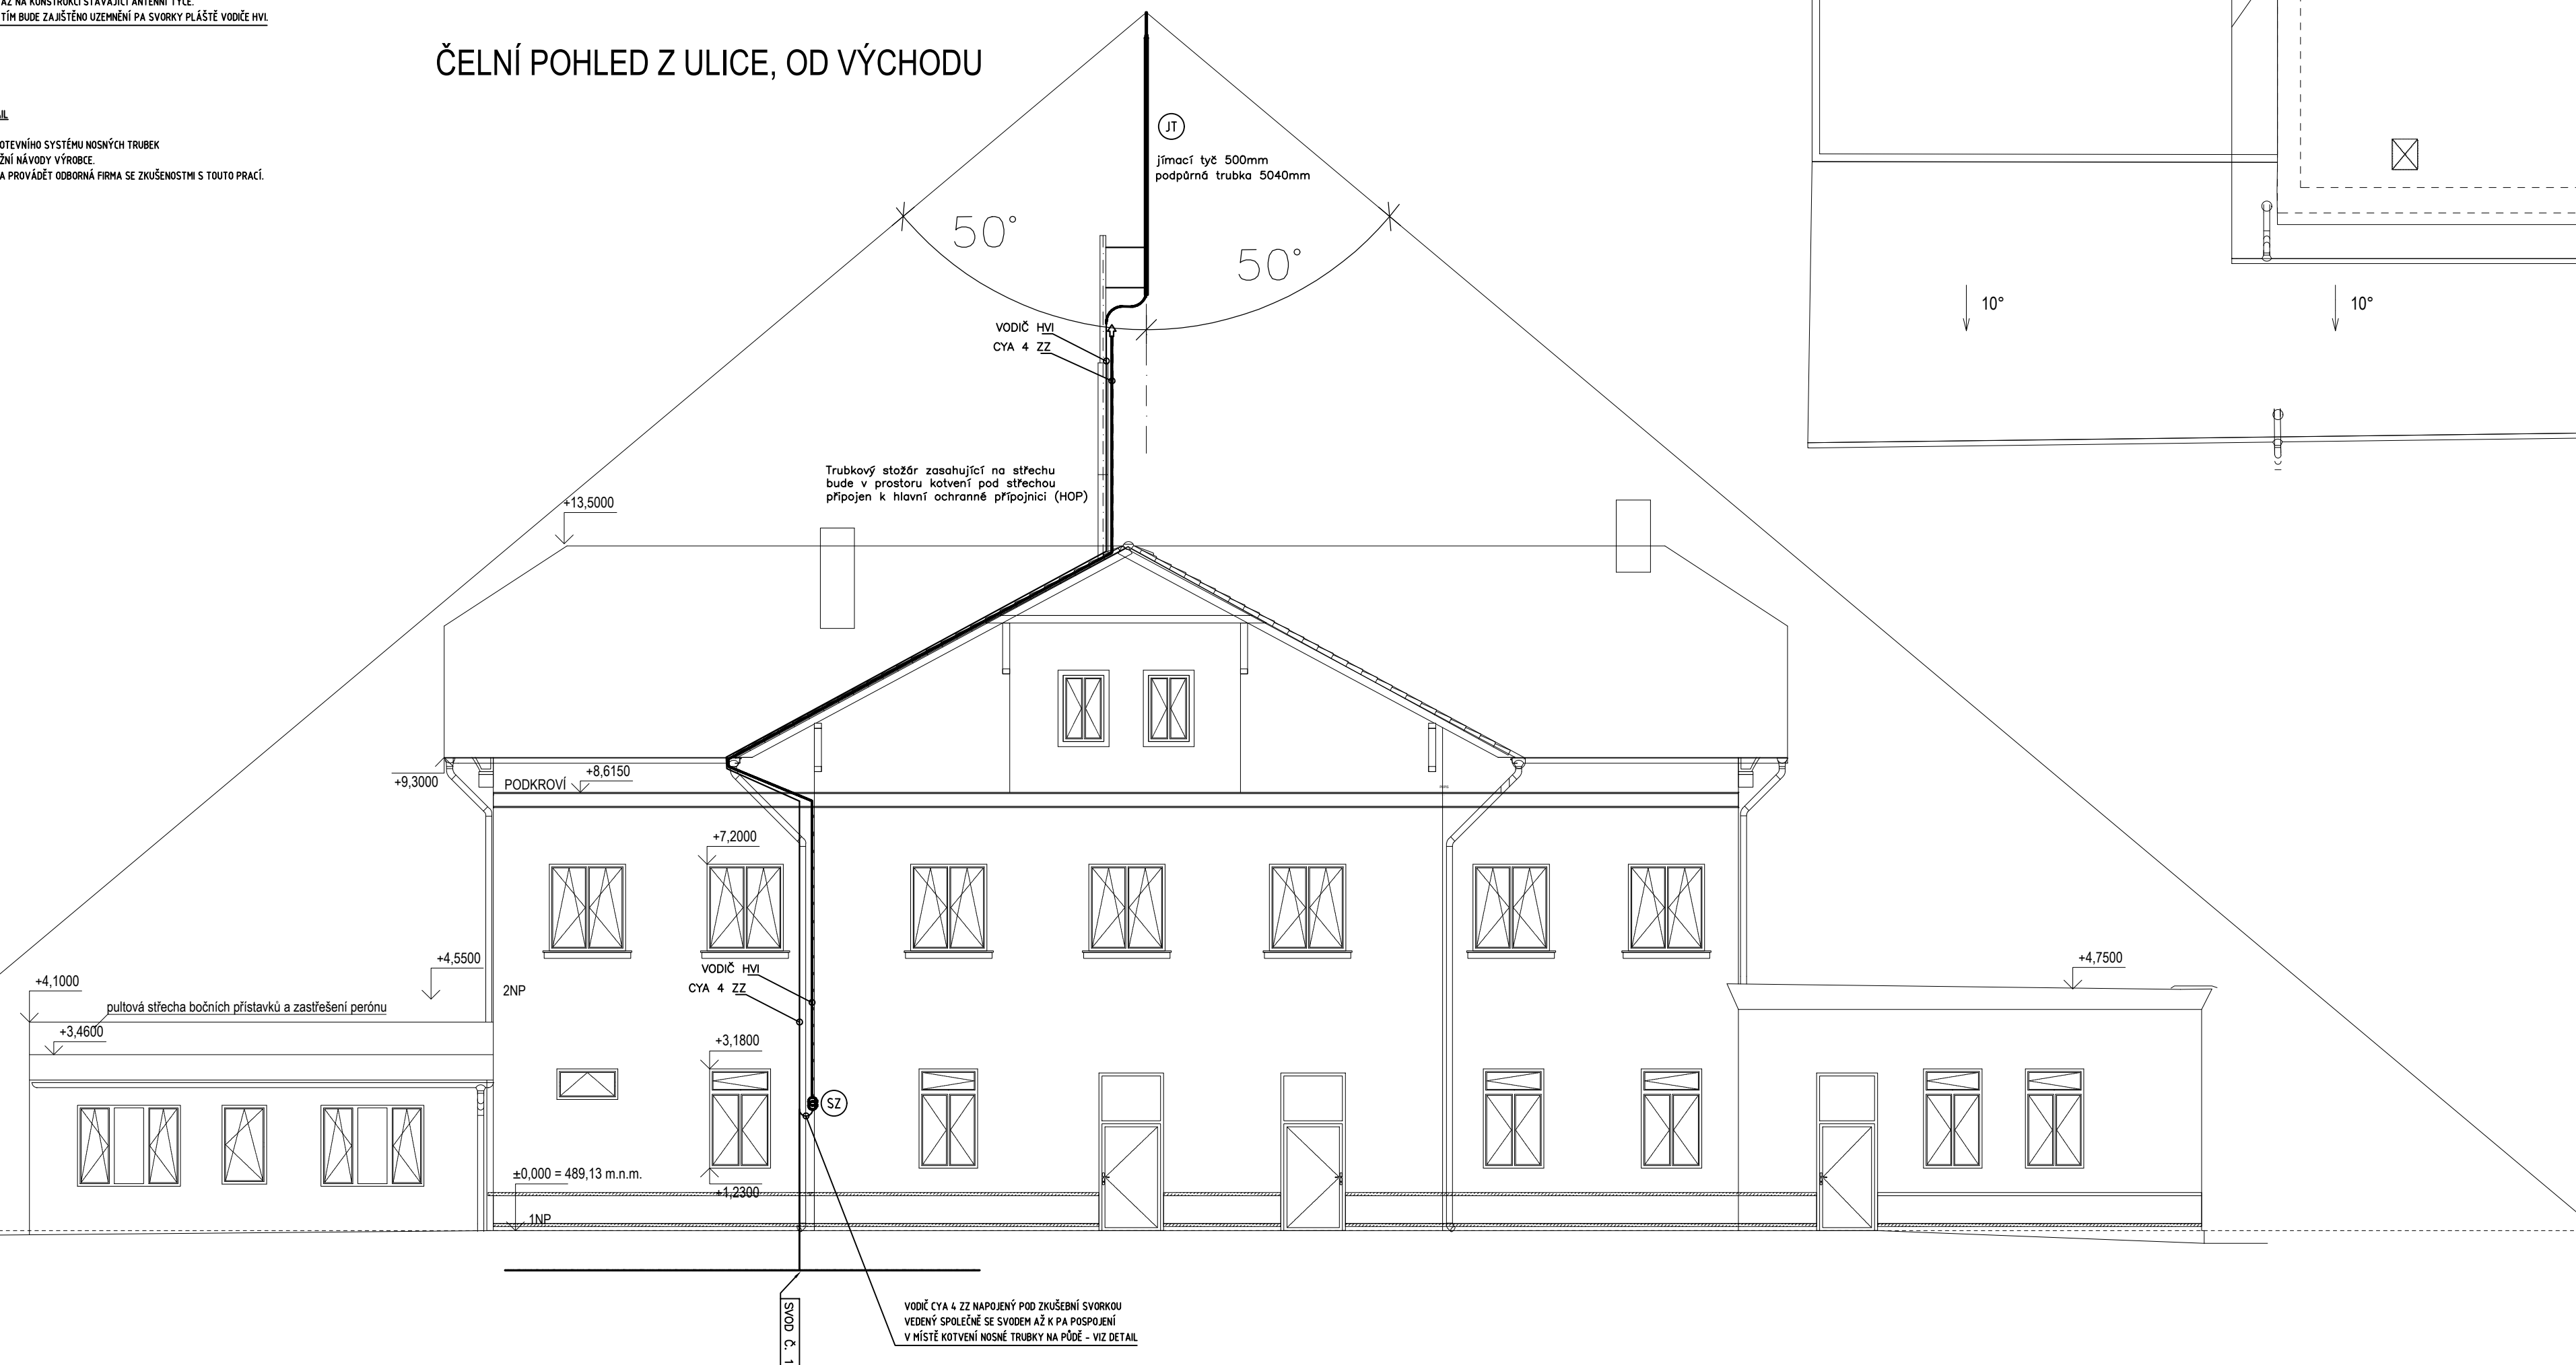 AŽ NA KONSTRUKCI STÁVAJÍCÍ ANTÉNNÍ TYČE.
TÍM BUDE ZAJIŠTĚNO UZEMNĚNÍ PA SVORKY PLÁŠTĚ VODIČE HVI.
ČELNÍ POHLED Z ULICE, OD VÝCHODU
OTEVNÍHO SYSTÉMU NOSNÝCH TRUBEK
ŽNÍ NÁVODY VÝROBCE.
A PROVÁDĚT ODBORNÁ FIRMA SE ZKUŠENOSTMI S TOUTO PRACÍ.
JT
jímací tyč 500mm
podpůrná trubka 5040mm
50°
50°
10°
10°
VODIČ HVI
CYA 4 ZZ
Trubkový stožár zasahující na střechu
bude v prostoru kotvení pod střechou
připojen k hlavní ochranné přípojnici (HOP)
+13,5000
+9,3000
PODKROVÍ
+8,6150
+7,2000
+4,5500
+4,1000
pultová střecha bočních přístavků a zastřešení perónu
+3,4600
2NP
VODIČ HVI
CYA 4 ZZ
+4,7500
+3,1800
SZ
±0,000 = 489,13 m.n.m.
+1,2300
1NP
SVOD Č. 1
VODIČ CYA 4 ZZ NAPOJENÝ POD ZKUŠEBNÍ SVORKOU
VEDENÝ SPOLEČNĚ SE SVODEM AŽ K PA POSPOJENÍ
V MÍSTĚ KOTVENÍ NOSNÉ TRUBKY NA PŮDĚ - VIZ DETAIL